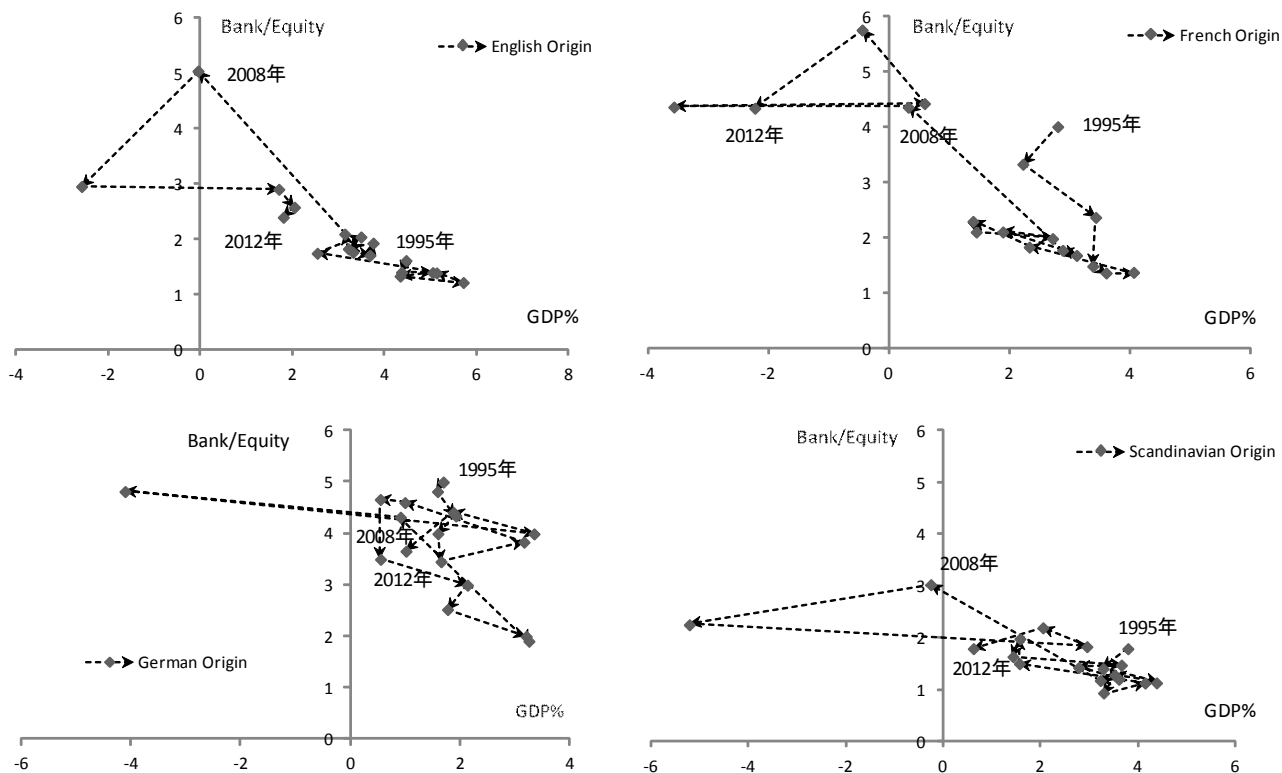 Bank/Equity
English Origin
6
5
4
3
2
1
0
2008年
2012年
1995年
GDP%
-4 -2 0 2 4 6 8
Bank/Equity
French Origin
6
5
4
3
2
1
0
1995年
2012年
2008年
GDP%
-4 -2 0 2 4 6
Bank/Equity
6
5
4
3
2
1
0
1995年
2008年
2012年
German Origin
GDP%
-6 -4 -2 0 2 4
Bank/Equity
Scandinavian Origin
6
5
4
3
2
1
0
2008年
1995年
2012年
GDP%
-6 -4 -2 0 2 4 6